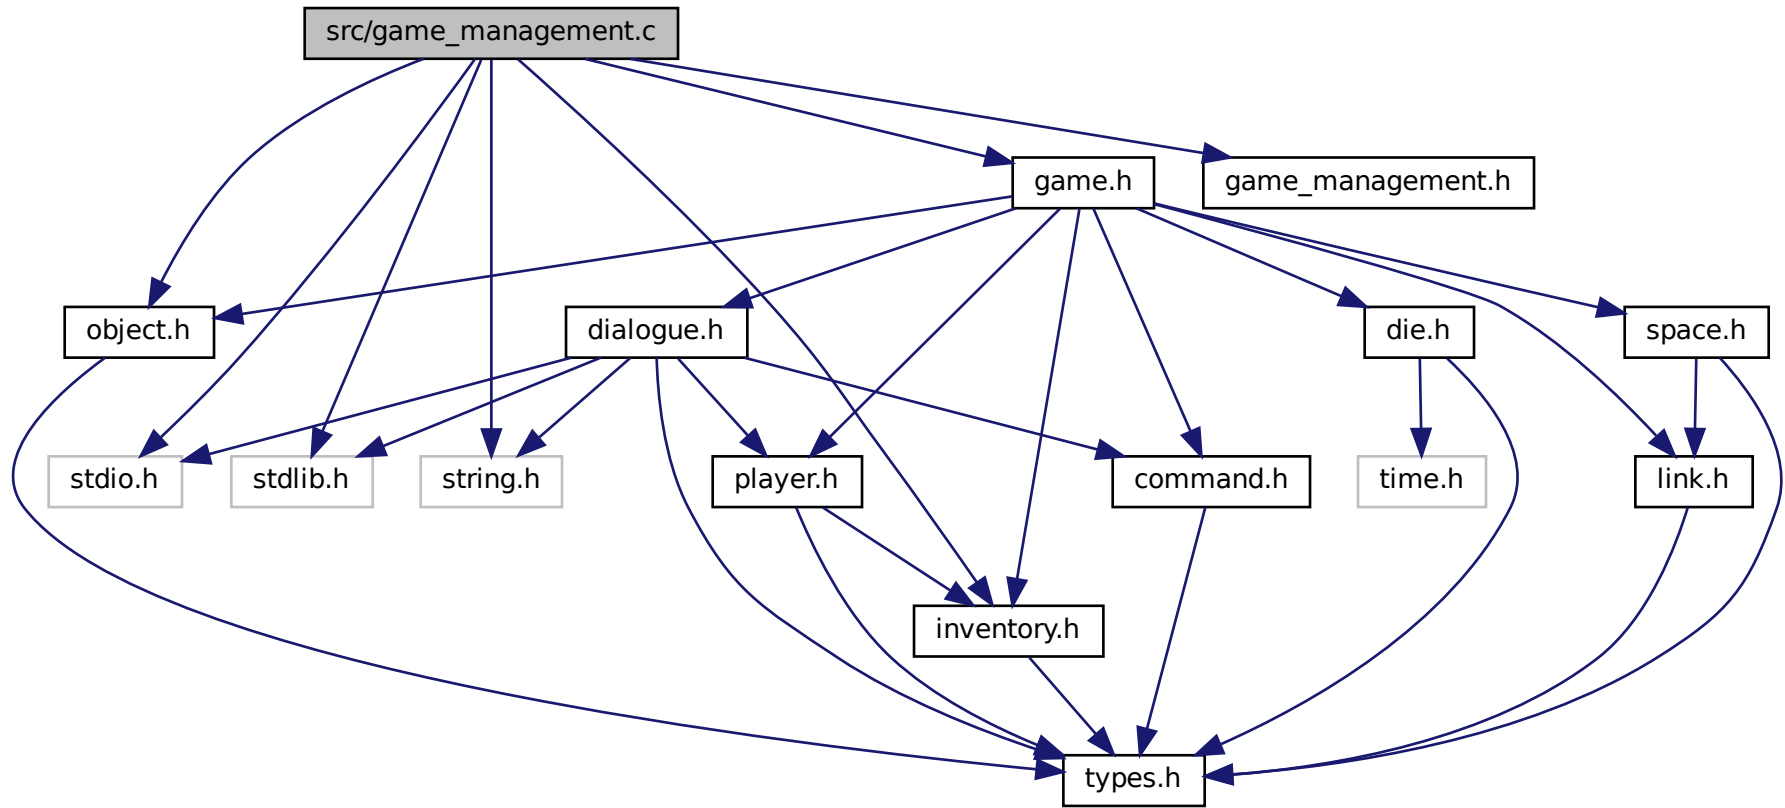 src/game_management.c
game.h
game_management.h
object.h
dialogue.h
die.h
space.h
stdio.h
stdlib.h
string.h
player.h
command.h
time.h
link.h
inventory.h
types.h